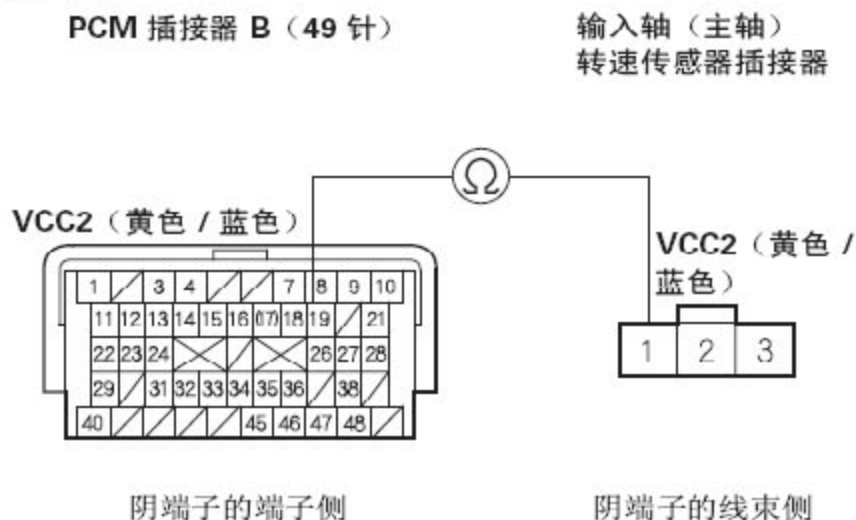 PCM 插接器 B（49 针）
输入轴（主轴）
转速传感器插接器
Ω
VCC2（黄色 / 蓝色）
VCC2（黄色 /
蓝色）
1 3 4 7 8 9 10
11 12 13 14 15 16 (17) 18 19 21
22 23 24 26 27 28
29 31 32 33 34 35 36 38
40 45 46 47 48
1 2 3
阴端子的端子侧
阴端子的线束侧